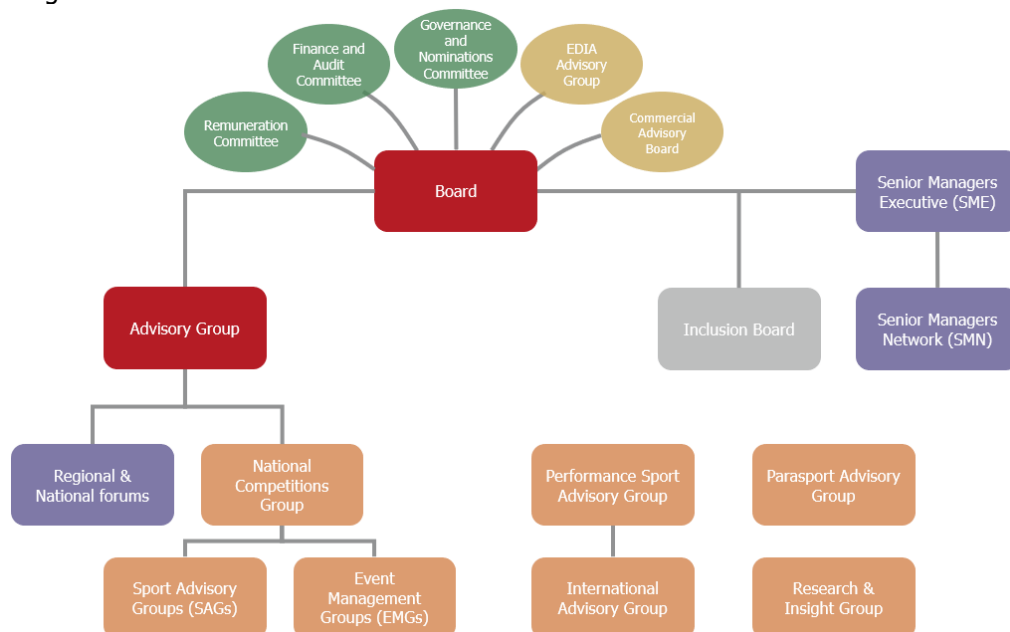 Governance
and
Nominations
Committee
Finance and
Audit
Committee
EDIA
Advisory
Group
Remuneration
Committee
Commercial
Advisory
Board
Board
Senior Managers
Executive (SME)
Advisory Group
Inclusion Board
Senior Managers
Network (SMN)
Regional &
National forums
National
Competitions
Group
Performance Sport
Advisory Group
Parasport Advisory
Group
Sport Advisory
Groups (SAGs)
Event
Management
Groups (EMGs)
International
Advisory Group
Research &
Insight Group